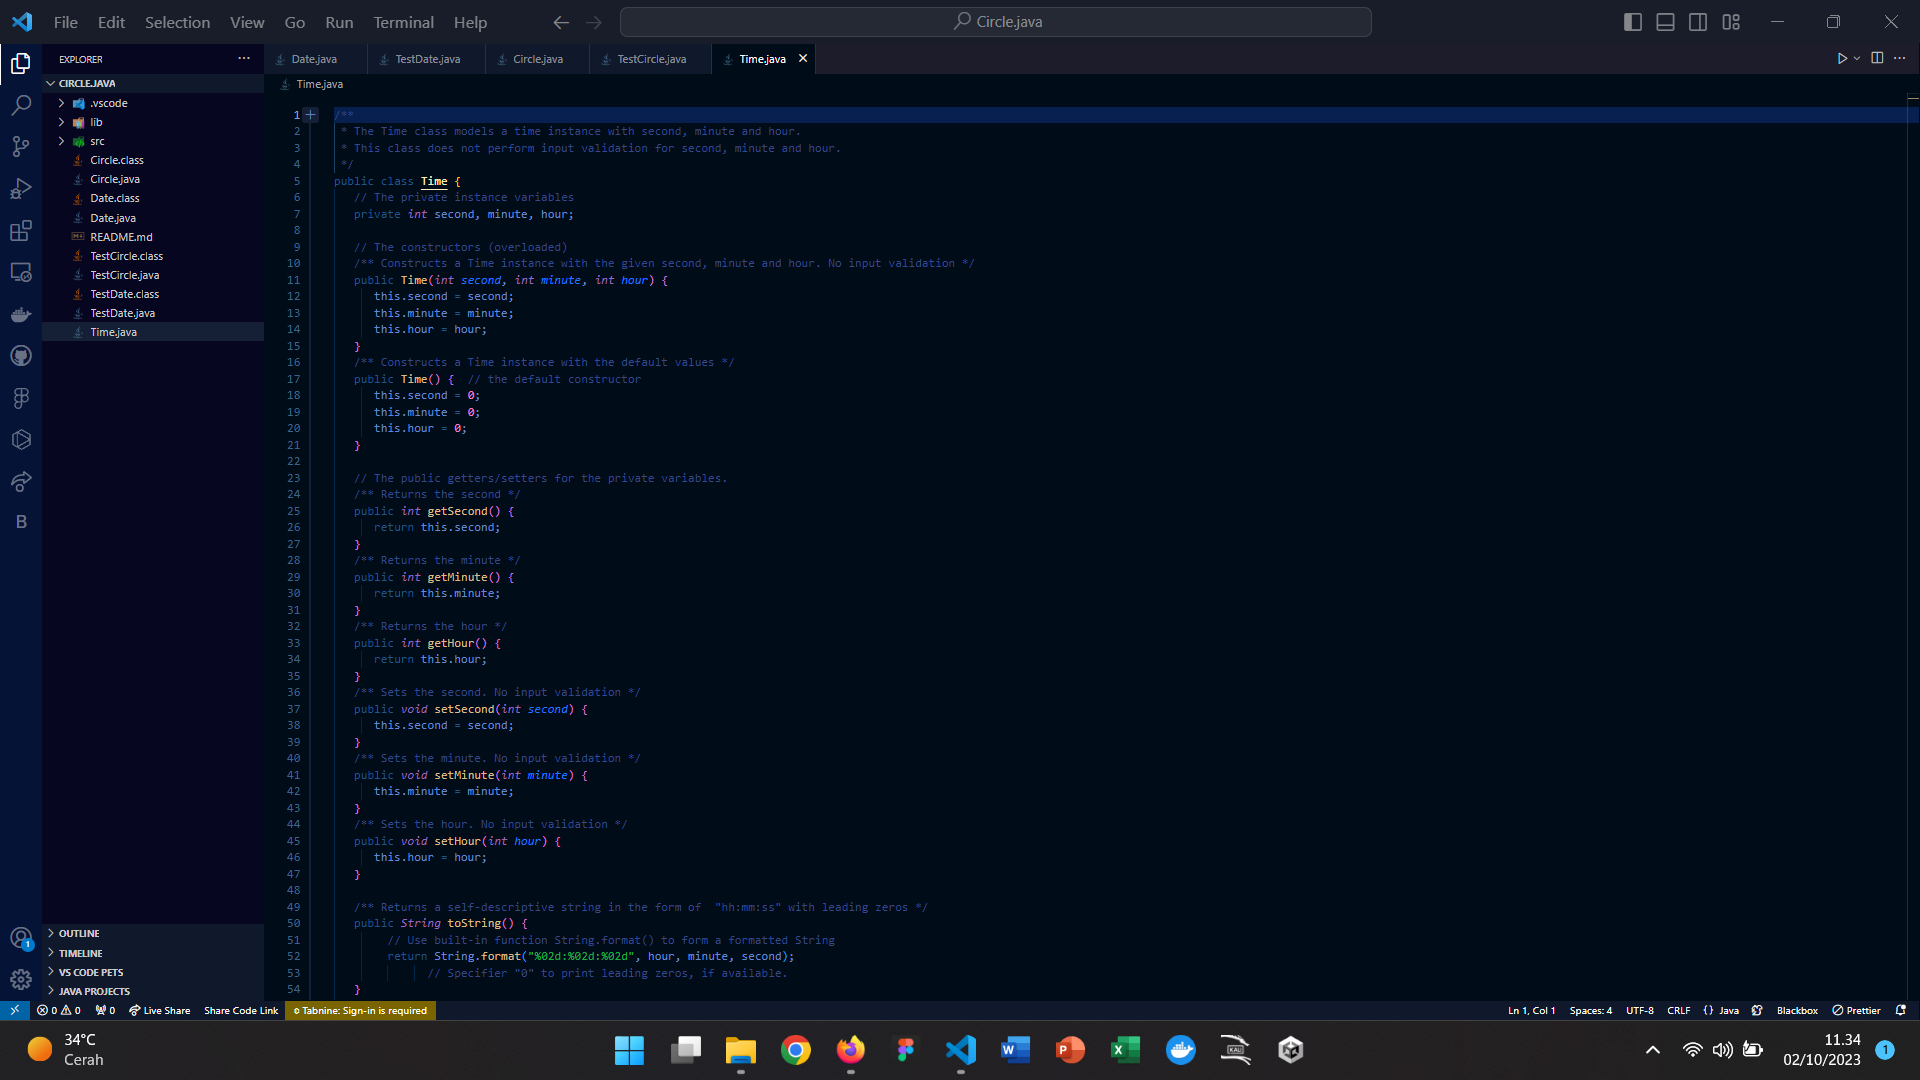 File Edit Selection View Go Run Terminal Help
Circle.java
EXPLORER
CIRCLE.JAVA
.vscode
lib
src
Circle.class
Circle.java
Date.class
Date.java
README.md
TestCircle.class
TestCircle.java
TestDate.class
TestDate.java
Time.java
OUTLINE
TIMELINE
VS CODE PETS
JAVA PROJECTS
B
1
Date.java TestDate.java Circle.java TestCircle.java Time.java
Time.java
1 /**
2 * The Time class models a time instance with second, minute and hour.
3 * This class does not perform input validation for second, minute and hour.
4 */
5 public class Time {
6 // The private instance variables
7 private int second, minute, hour;
8
9 // The constructors (overloaded)
10 /** Constructs a Time instance with the given second, minute and hour. No input validation */
11 public Time(int second, int minute, int hour) {
12 this.second = second;
13 this.minute = minute;
14 this.hour = hour;
15 }
16 /** Constructs a Time instance with the default values */
17 public Time() { // the default constructor
18 this.second = 0;
19 this.minute = 0;
20 this.hour = 0;
21 }
22
23 // The public getters/setters for the private variables.
24 /** Returns the second */
25 public int getSecond() {
26 return this.second;
27 }
28 /** Returns the minute */
29 public int getMinute() {
30 return this.minute;
31 }
32 /** Returns the hour */
33 public int getHour() {
34 return this.hour;
35 }
36 /** Sets the second. No input validation */
37 public void setSecond(int second) {
38 this.second = second;
39 }
40 /** Sets the minute. No input validation */
41 public void setMinute(int minute) {
42 this.minute = minute;
43 }
44 /** Sets the hour. No input validation */
45 public void setHour(int hour) {
46 this.hour = hour;
47 }
48
49 /** Returns a self-descriptive string in the form of "hh:mm:ss" with leading zeros */
50 public String toString() {
51 // Use built-in function String.format() to form a formatted String
52 return String.format("%02d:%02d:%02d", hour, minute, second);
53 // Specifier "0" to print leading zeros, if available.
54 }
0 0 0 Live Share Share Code Link Tabnine: Sign-in is required Ln 1, Col 1 Spaces: 4 UTF-8 CRLF {} Java Blackbox Prettier
34°C
Cerah
W P X KALI
11.34
02/10/2023
1